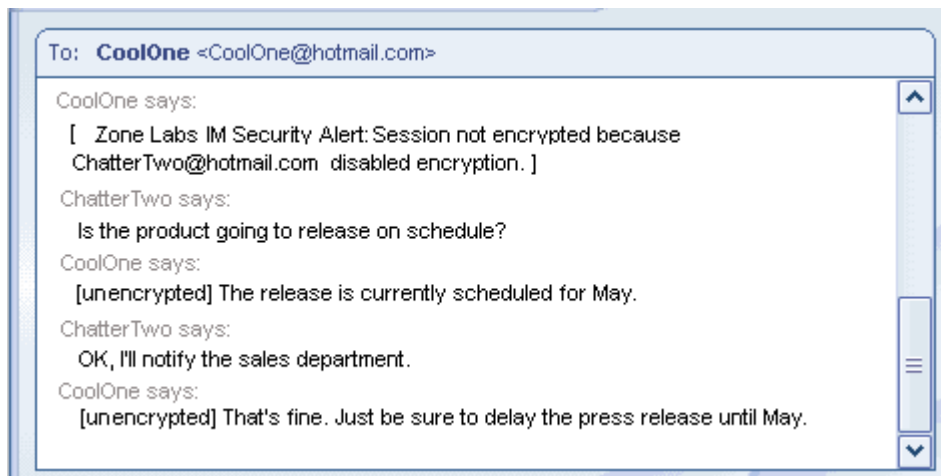 To: CoolOne <CoolOne@hotmail.com>
CoolOne says:
[ Zone Labs IM Security Alert: Session not encrypted because
ChatterTwo@hotmail.com disabled encryption. ]
ChatterTwo says:
Is the product going to release on schedule?
CoolOne says:
[unencrypted] The release is currently scheduled for May.
ChatterTwo says:
OK, I'll notify the sales department.
CoolOne says:
[unencrypted] That's fine. Just be sure to delay the press release until May.